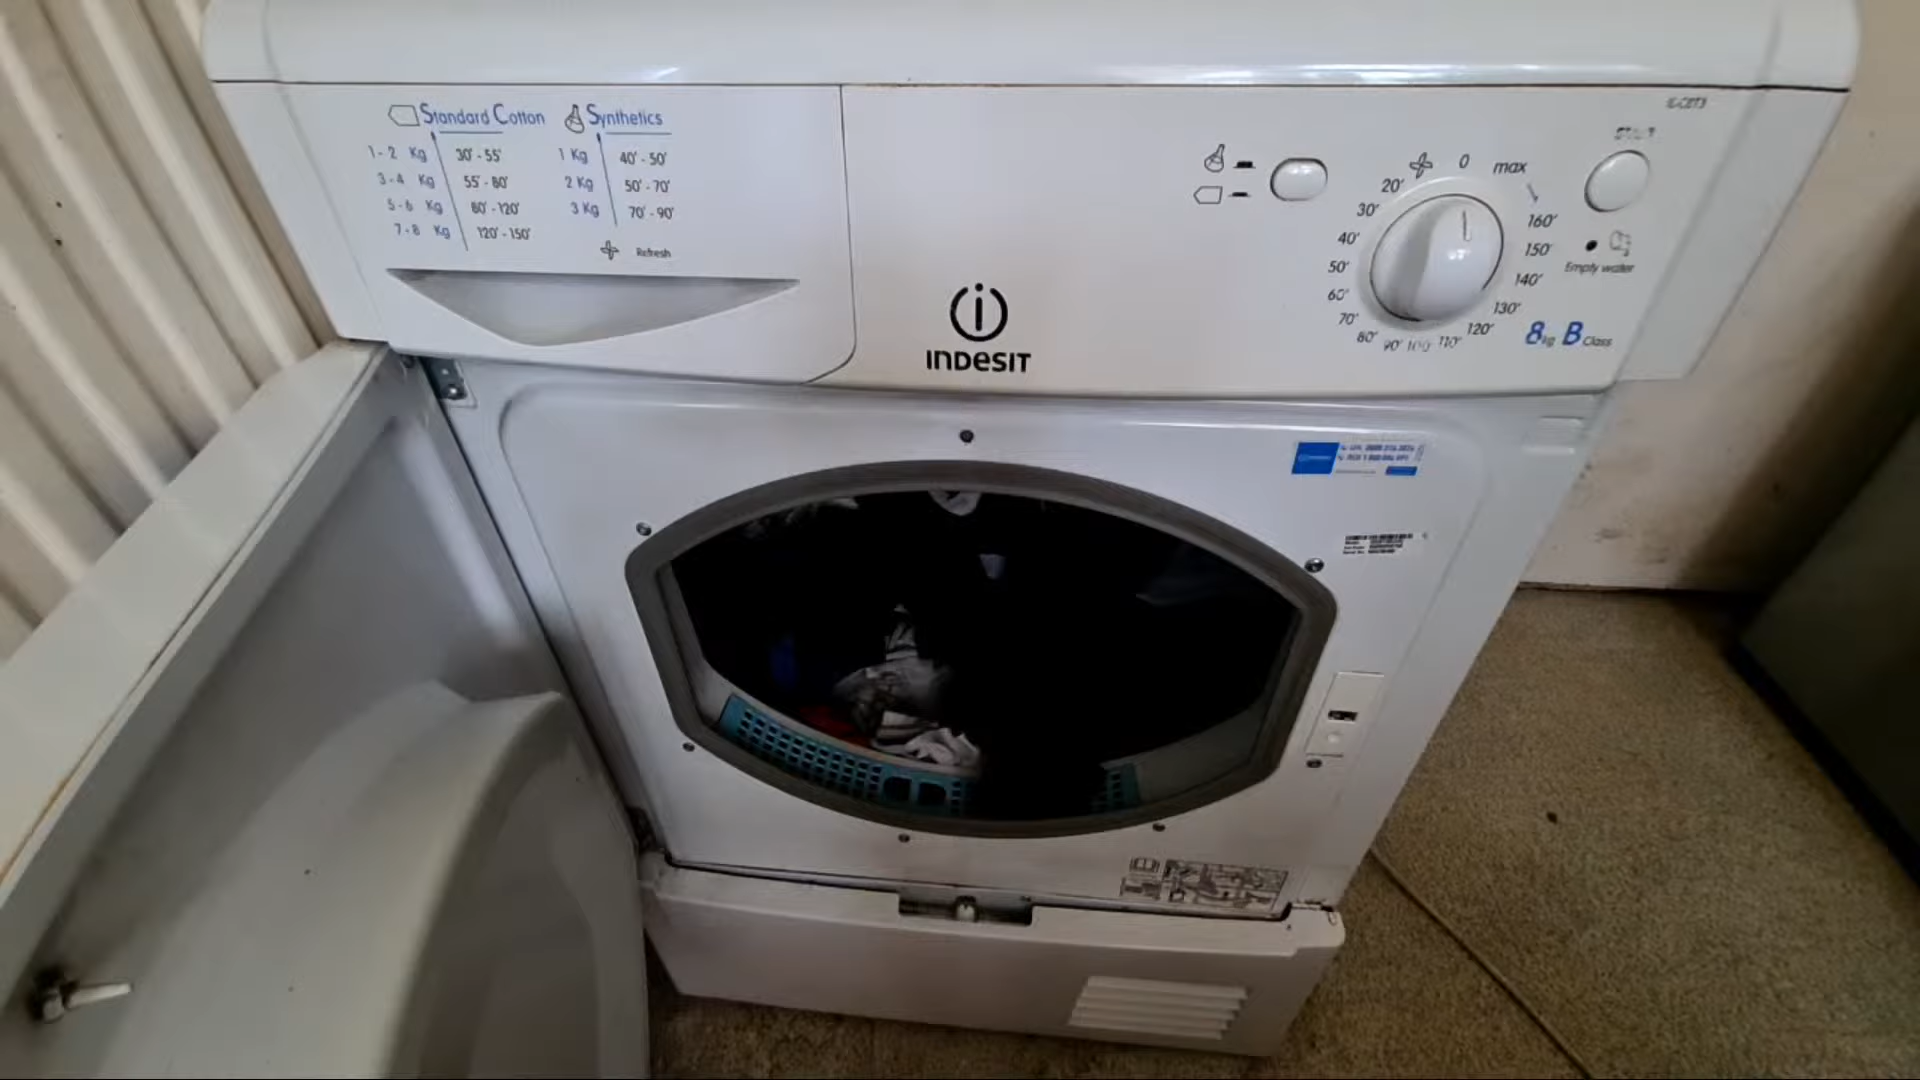 Standard Cotton
1 - 2 Kg 30' - 55'
3 - 4 Kg 55' - 80'
5 - 6 Kg 80' - 120'
7 - 8 Kg 120' - 150'
Synthetics
1 Kg 40' - 50'
2 Kg 50' - 70'
3 Kg 70' - 90'
Refresh
INDESIT
0
max
160'
150'
140'
130'
120'
110'
100'
90'
80'
70'
60'
50'
40'
30'
20'
Empty water
8kg B Class